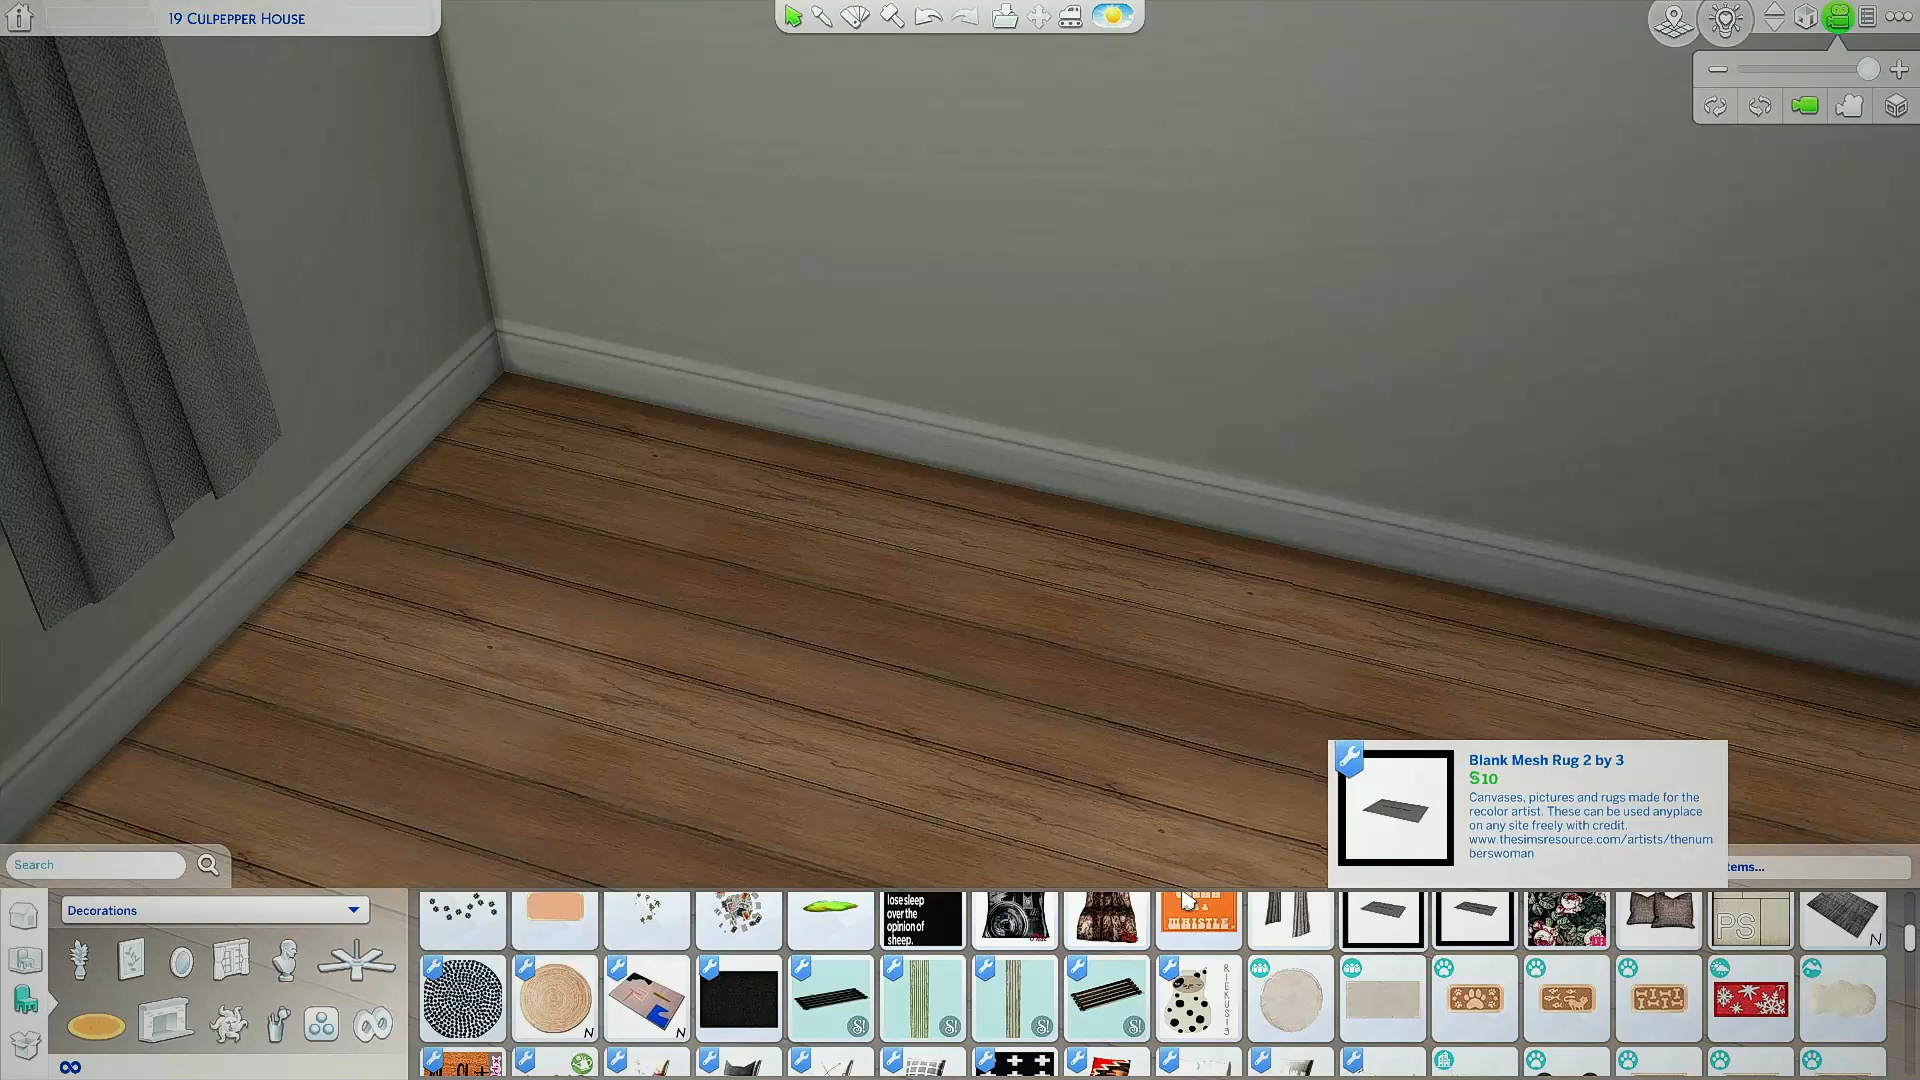 19 Culpepper House
Blank Mesh Rug 2 by 3
§10
Canvases, pictures and rugs made for the
recolor artist. These can be used anyplace
on any site freely with credit.
www.thesimsresource.com/artists/thenum
berswoman
Search
tems...
Decorations
lose sleep
over the
opinion of
sheep.
WHISTLE.
PS
N
N
N
S!
S!
S!
S!